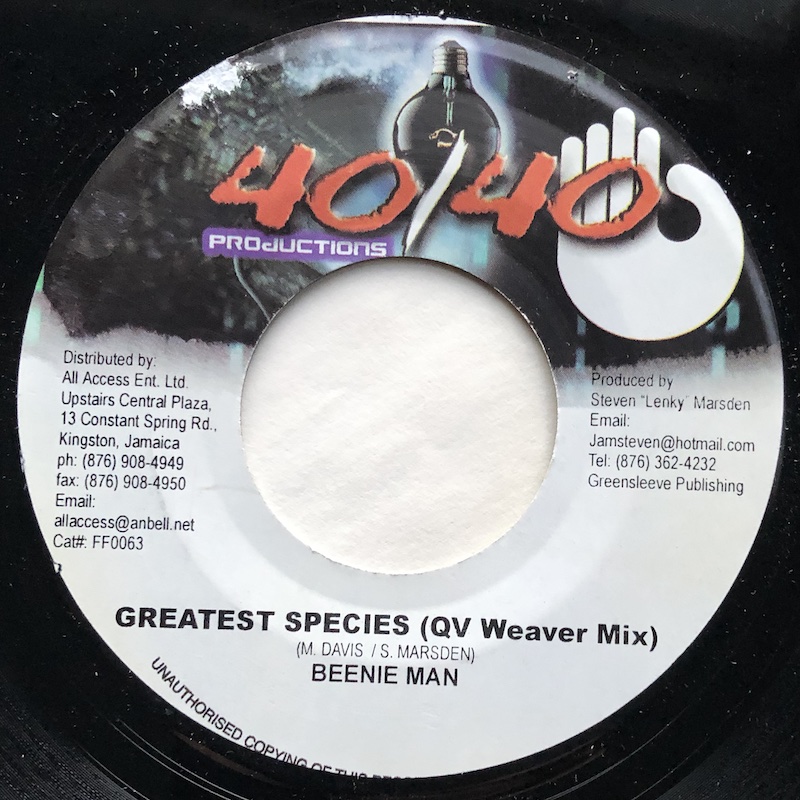 40/40
PRODUCTIONS
Distributed by:
All Access Ent. Ltd.
Upstairs Central Plaza,
13 Constant Spring Rd.,
Kingston, Jamaica
ph: (876) 908-4949
fax: (876) 908-4950
Email:
allaccess@anbell.net
Cat#: FF0063
Produced by
Steven "Lenky" Marsden
Email:
Jamsteven@hotmail.com
Tel: (876) 362-4232
Greensleeve Publishing
GREATEST SPECIES (QV Weaver Mix)
(M. DAVIS / S. MARSDEN)
BEENIE MAN
UNAUTHORISED COPYING OF THIS